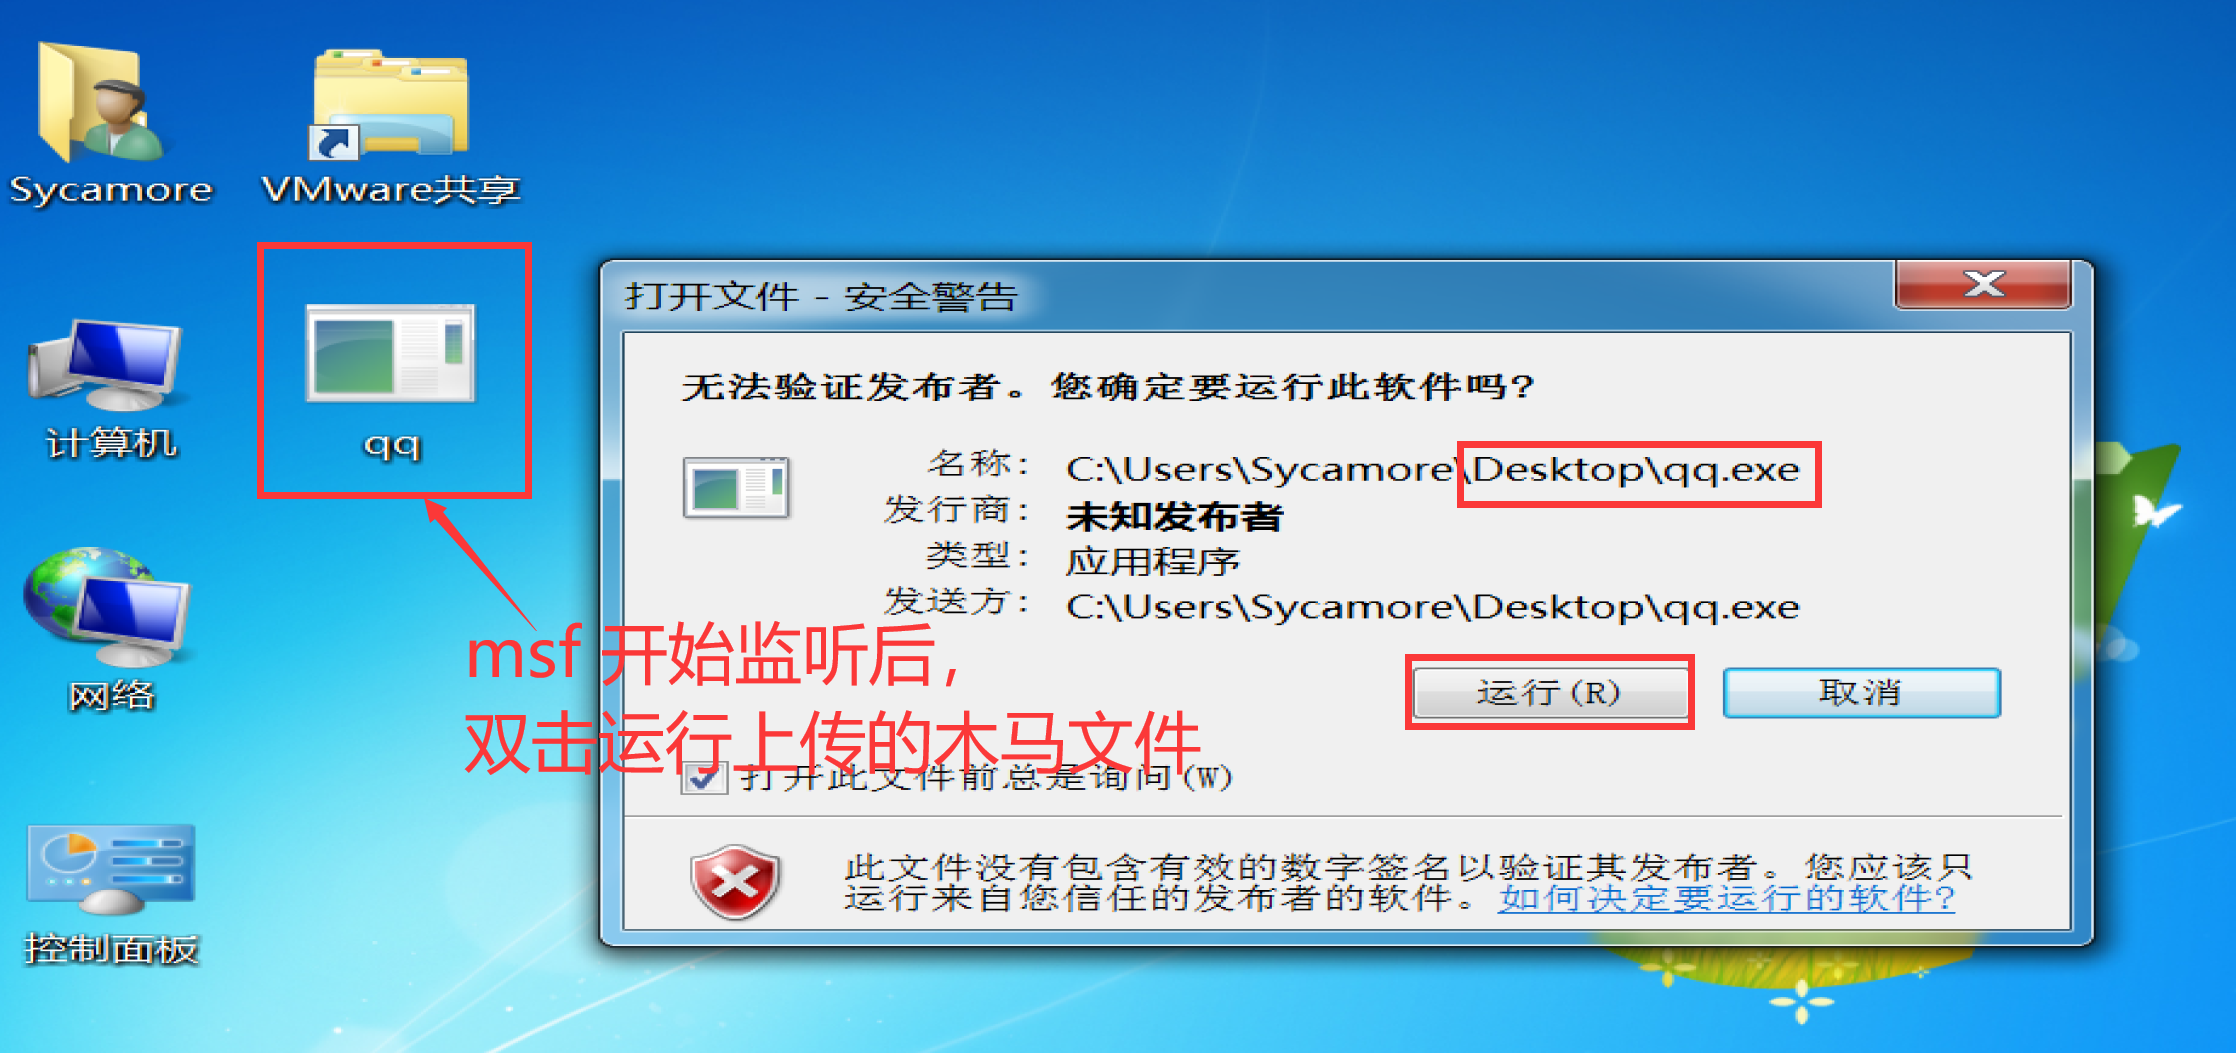 Sycamore
VMware共享
计算机
qq
网络
控制面板
打开文件 - 安全警告
无法验证发布者。您确定要运行此软件吗?
名称: C:\Users\Sycamore\Desktop\qq.exe
发行商: 未知发布者
类型: 应用程序
发送方: C:\Users\Sycamore\Desktop\qq.exe
msf 开始监听后,
双击运行上传的木马文件
运行(R)
取消
打开此文件前总是询问(W)
此文件没有包含有效的数字签名以验证其发布者。您应该只
运行来自您信任的发布者的软件。如何决定要运行的软件?